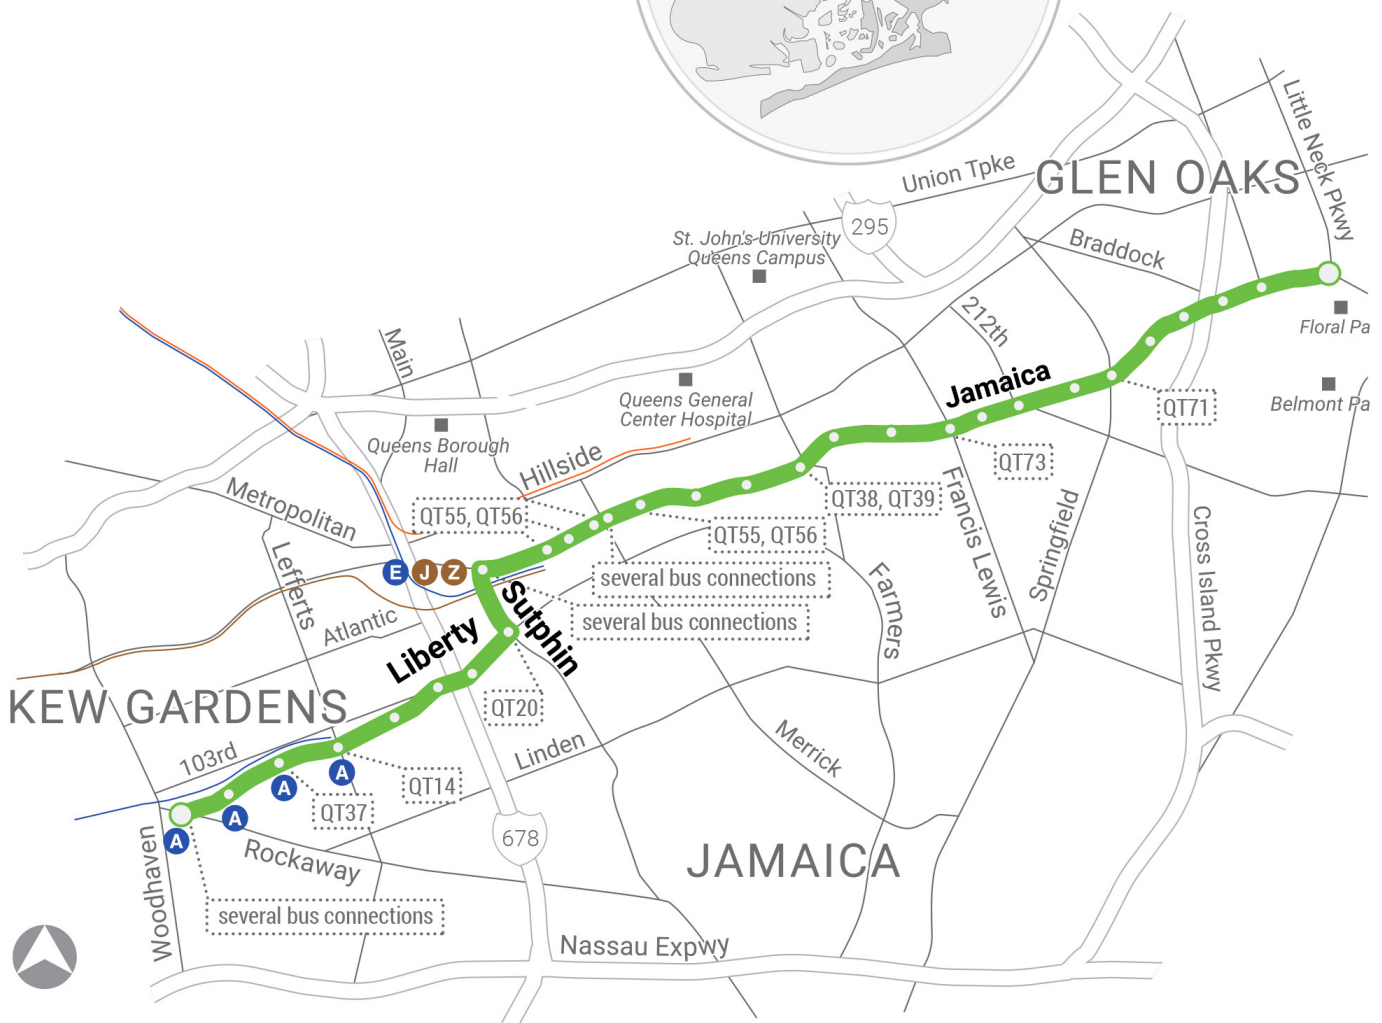 Little Neck Pkwy
Union Tpke
GLEN OAKS
295
St. John's University
Queens Campus
Braddock
212th
Floral Pa
Main
Queens General
Center Hospital
Jamaica
Belmont Pa
QT71
Queens Borough
Hall
Hillside
QT73
Metropolitan
QT55, QT56
QT38, QT39
Francis Lewis
Springfield
Cross Island Pkwy
QT55, QT56
Lefferts
E
J
Z
several bus connections
Farmers
Sutphin
several bus connections
Atlantic
Liberty
KEW GARDENS
QT20
103rd
Linden
Merrick
A
QT14
A
QT37
A
A
678
Woodhaven
Rockaway
JAMAICA
several bus connections
Nassau Expwy